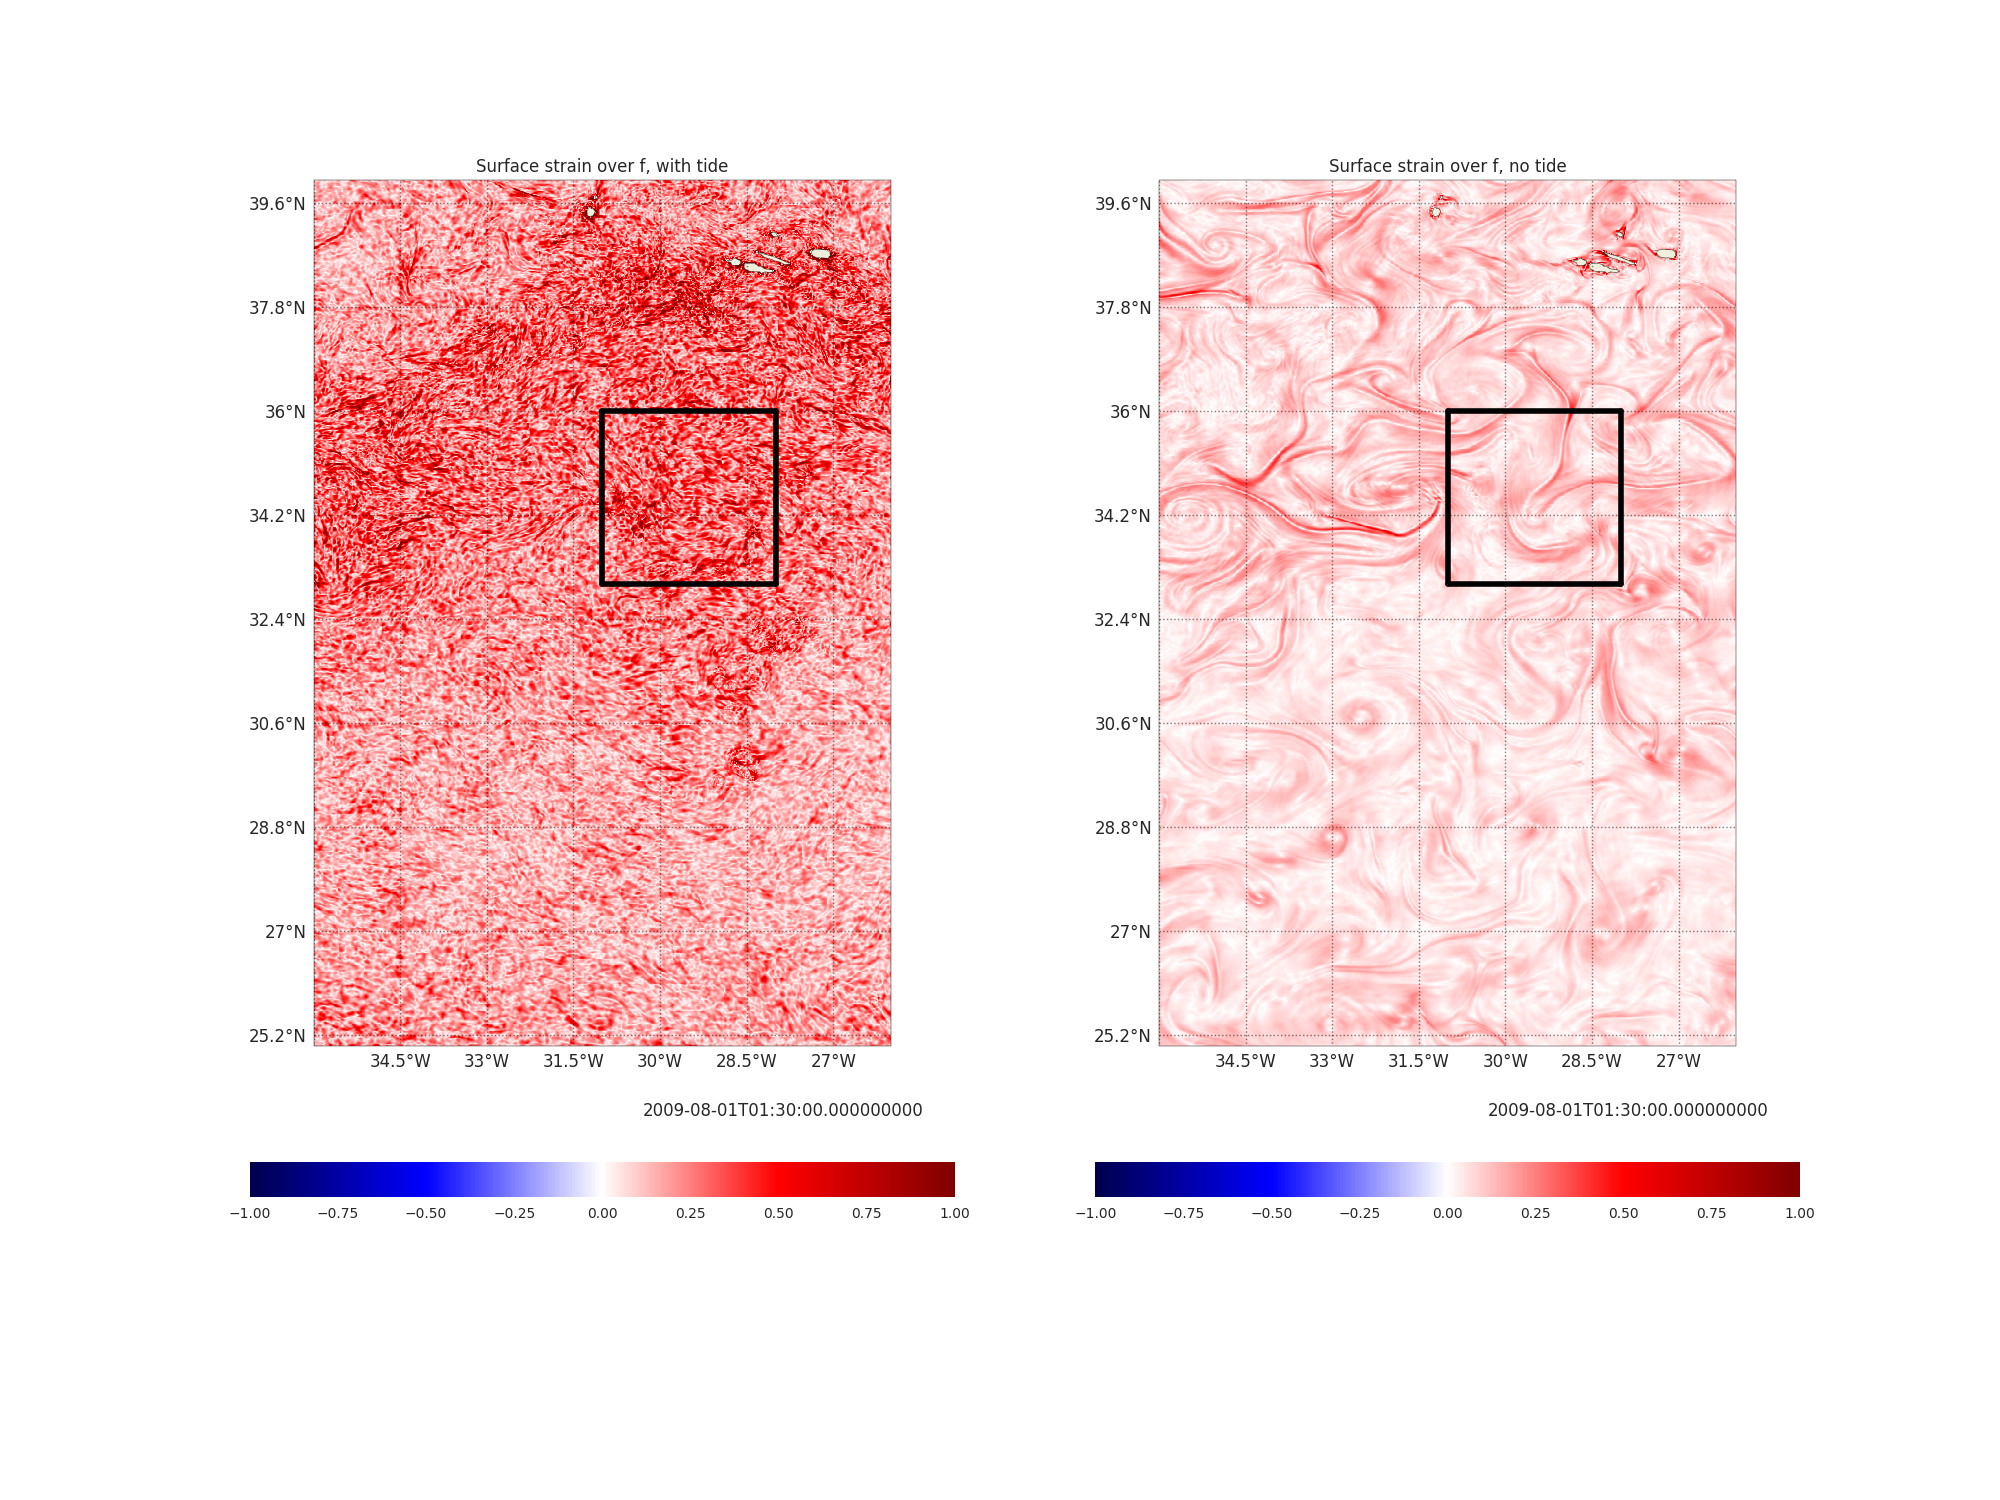 Surface strain over f, with tide
39.6°N
37.8°N
36°N
34.2°N
32.4°N
30.6°N
28.8°N
27°N
25.2°N
34.5°W 33°W 31.5°W 30°W 28.5°W 27°W
2009-08-01T01:30:00.000000000
−1.00 −0.75 −0.50 −0.25 0.00 0.25 0.50 0.75 1.00
Surface strain over f, no tide
39.6°N
37.8°N
36°N
34.2°N
32.4°N
30.6°N
28.8°N
27°N
25.2°N
34.5°W 33°W 31.5°W 30°W 28.5°W 27°W
2009-08-01T01:30:00.000000000
−1.00 −0.75 −0.50 −0.25 0.00 0.25 0.50 0.75 1.00